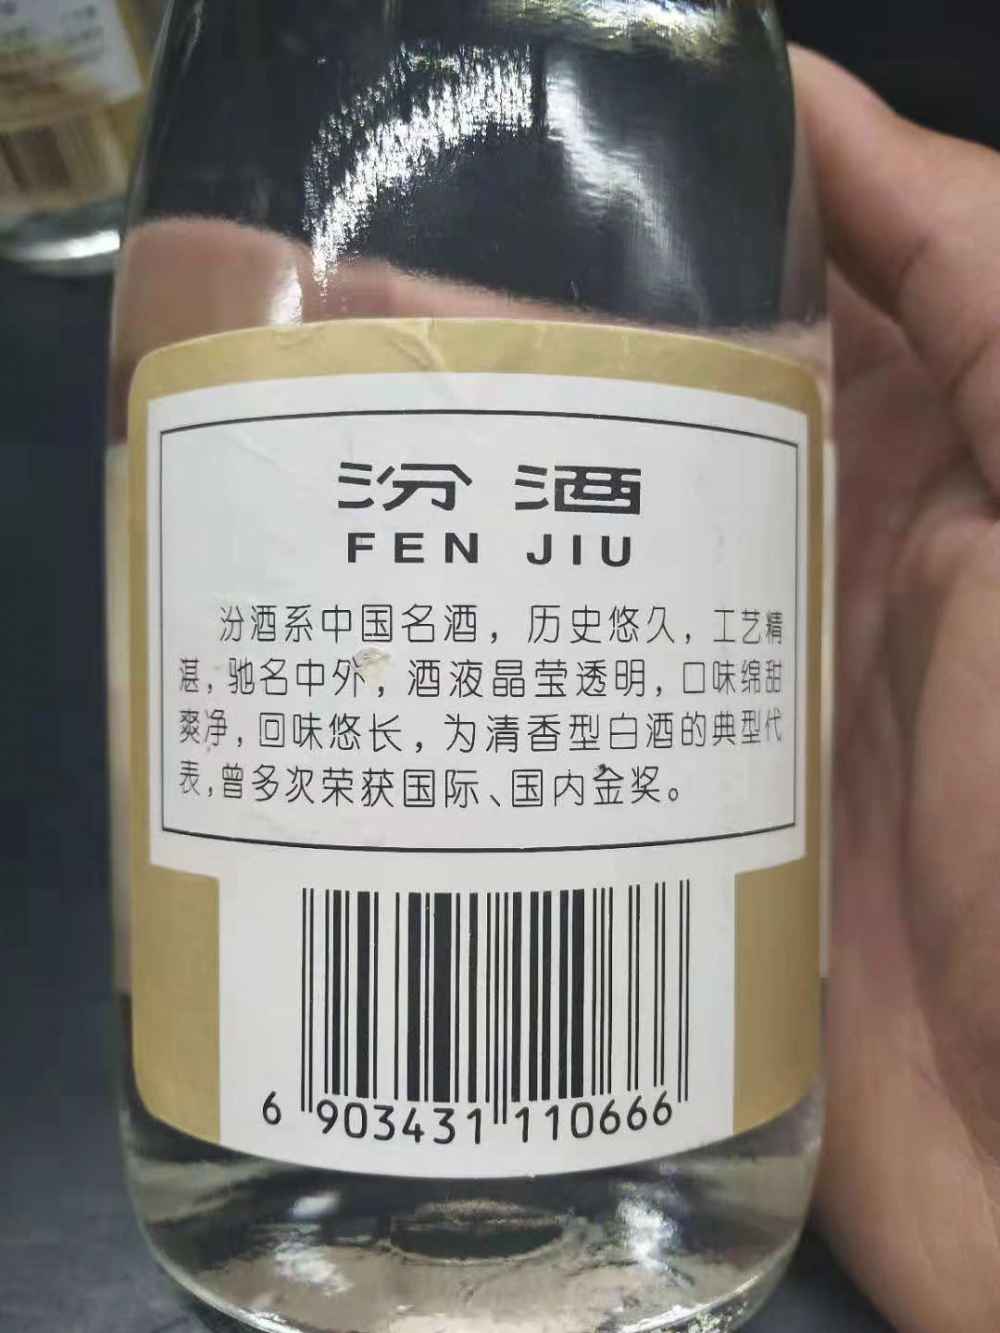 汾酒
FEN JIU
汾酒系中国名酒，历史悠久，工艺精
湛，驰名中外，酒液晶莹透明，口味绵甜
爽净，回味悠长，为清香型白酒的典型代
表，曾多次荣获国际、国内金奖。
6 903431 110666